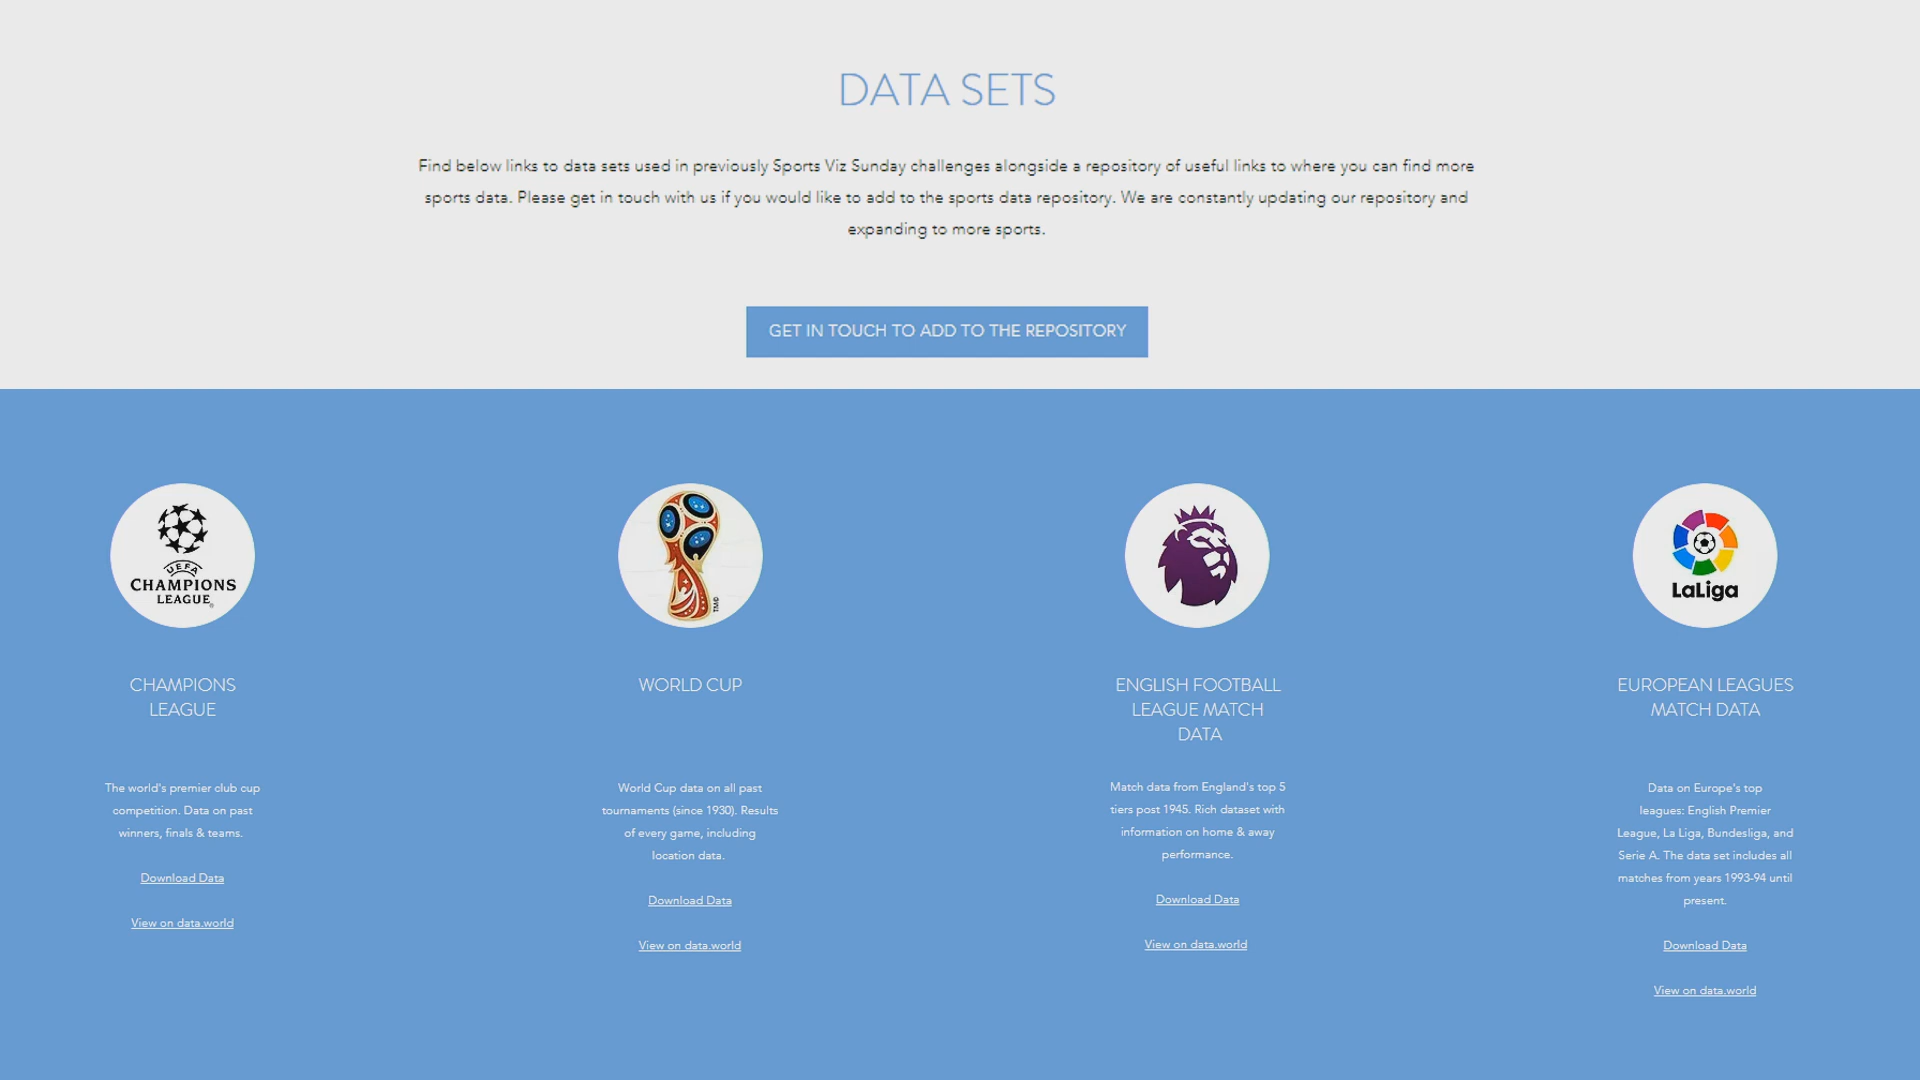 DATA SETS
Find below links to data sets used in previously Sports Viz Sunday challenges alongside a repository of useful links to where you can find more
sports data. Please get in touch with us if you would like to add to the sports data repository. We are constantly updating our repository and
expanding to more sports.
GET IN TOUCH TO ADD TO THE REPOSITORY
UEFA
CHAMPIONS
LEAGUE®
CHAMPIONS
LEAGUE
The world's premier club cup
competition. Data on past
winners, finals & teams.
Download Data
View on data.world
TM©
WORLD CUP
World Cup data on all past
tournaments (since 1930). Results
of every game, including
location data.
Download Data
View on data.world
ENGLISH FOOTBALL
LEAGUE MATCH
DATA
Match data from England's top 5
tiers post 1945. Rich dataset with
information on home & away
performance.
Download Data
View on data.world
LaLiga
EUROPEAN LEAGUES
MATCH DATA
Data on Europe's top
leagues: English Premier
League, La Liga, Bundesliga, and
Serie A. The data set includes all
matches from years 1993-94 until
present.
Download Data
View on data.world